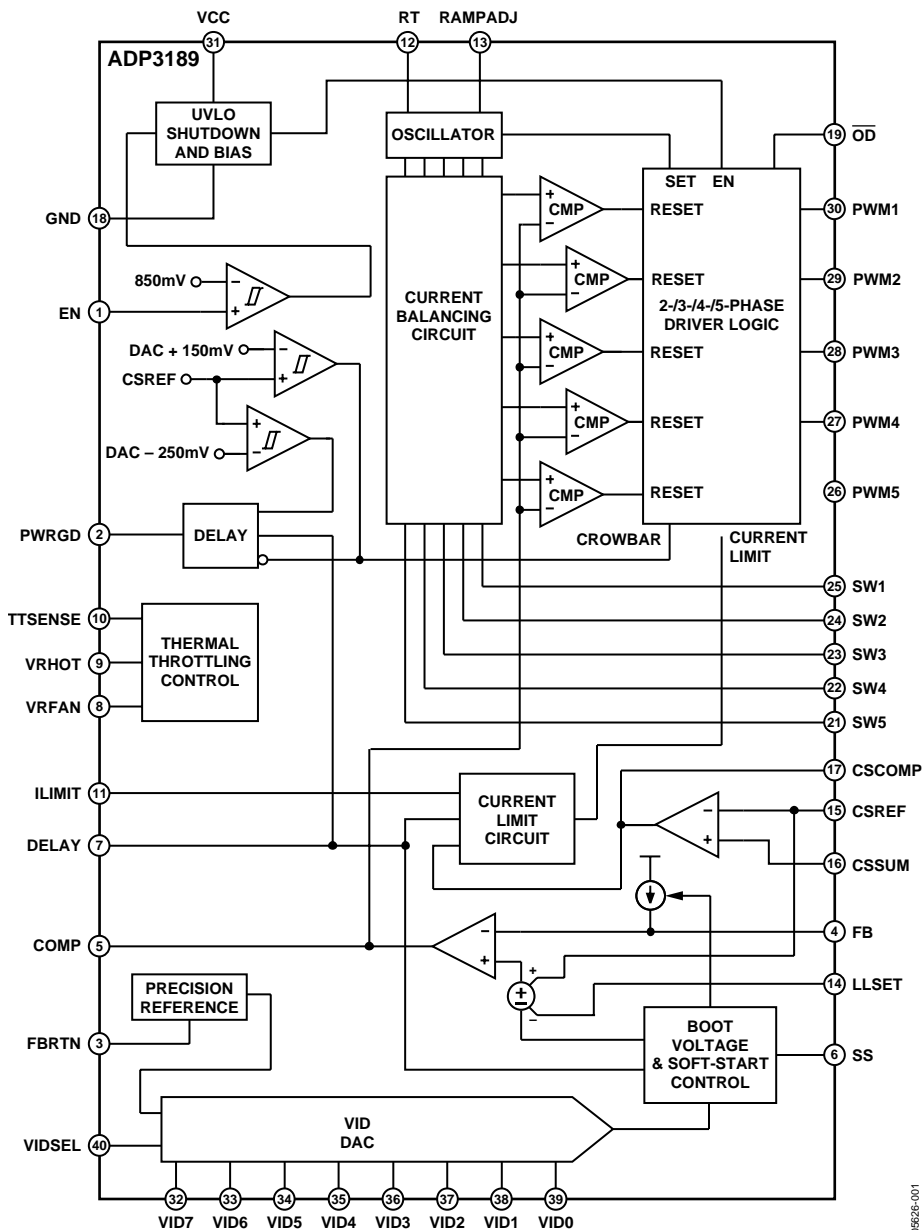 VCC
RT
RAMPADJ
31
12
13
ADP3189
UVLO
SHUTDOWN
AND BIAS
OSCILLATOR
19
OD
SET
EN
GND
18
CMP
+
–
RESET
30
PWM1
850mV
–
+
EN
1
CMP
+
–
RESET
29
PWM2
CURRENT
BALANCING
CIRCUIT
2-/3-/4-/5-PHASE
DRIVER LOGIC
DAC + 150mV
–
CSREF
+
CMP
+
–
RESET
28
PWM3
+
DAC – 250mV
–
CMP
+
–
RESET
27
PWM4
CMP
+
–
RESET
26
PWM5
PWRGD
2
DELAY
CROWBAR
CURRENT
LIMIT
25
SW1
TTSENSE
10
24
SW2
THERMAL
THROTTLING
CONTROL
VRHOT
9
23
SW3
VRFAN
8
22
SW4
21
SW5
17
CSCOMP
ILIMIT
11
CURRENT
LIMIT
CIRCUIT
–
15
CSREF
DELAY
7
+
16
CSSUM
COMP
5
–
4
FB
+
+
PRECISION
REFERENCE
+
–
–
14
LLSET
FBRTN
3
BOOT
VOLTAGE
& SOFT-START
CONTROL
6
SS
VIDSEL
40
VID
DAC
32
33
34
35
36
37
38
39
VID7
VID6
VID5
VID4
VID3
VID2
VID1
VID0